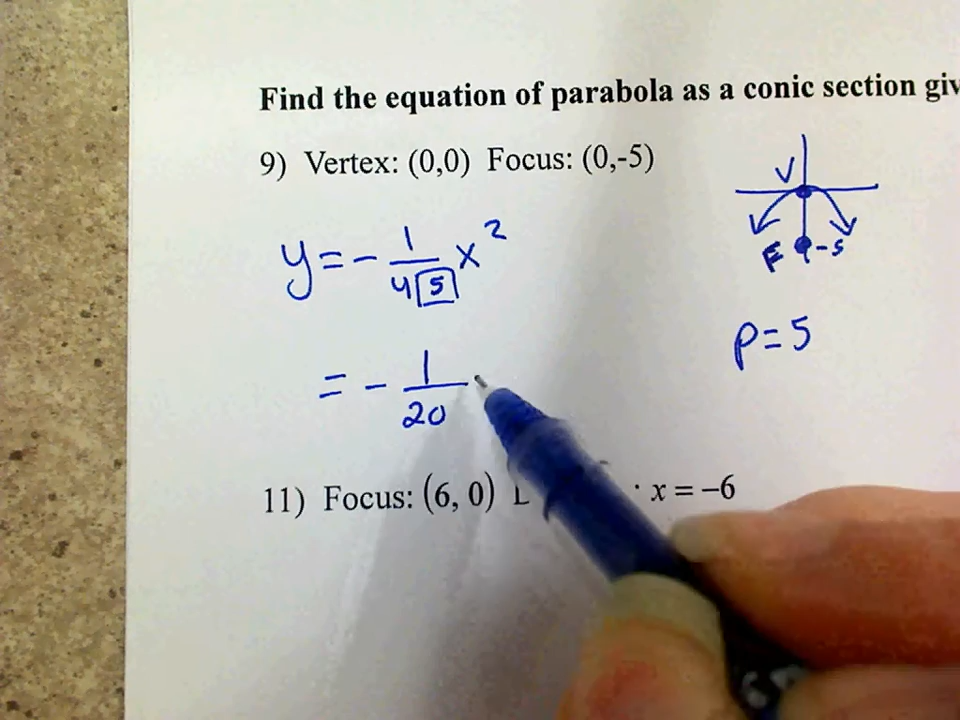 Find the equation of parabola as a conic section giv
9) Vertex: (0,0) Focus: (0,-5)
V
F -5
y = - 1/4[5] x²
p = 5
= - 1/20
11) Focus: (6, 0) x = −6